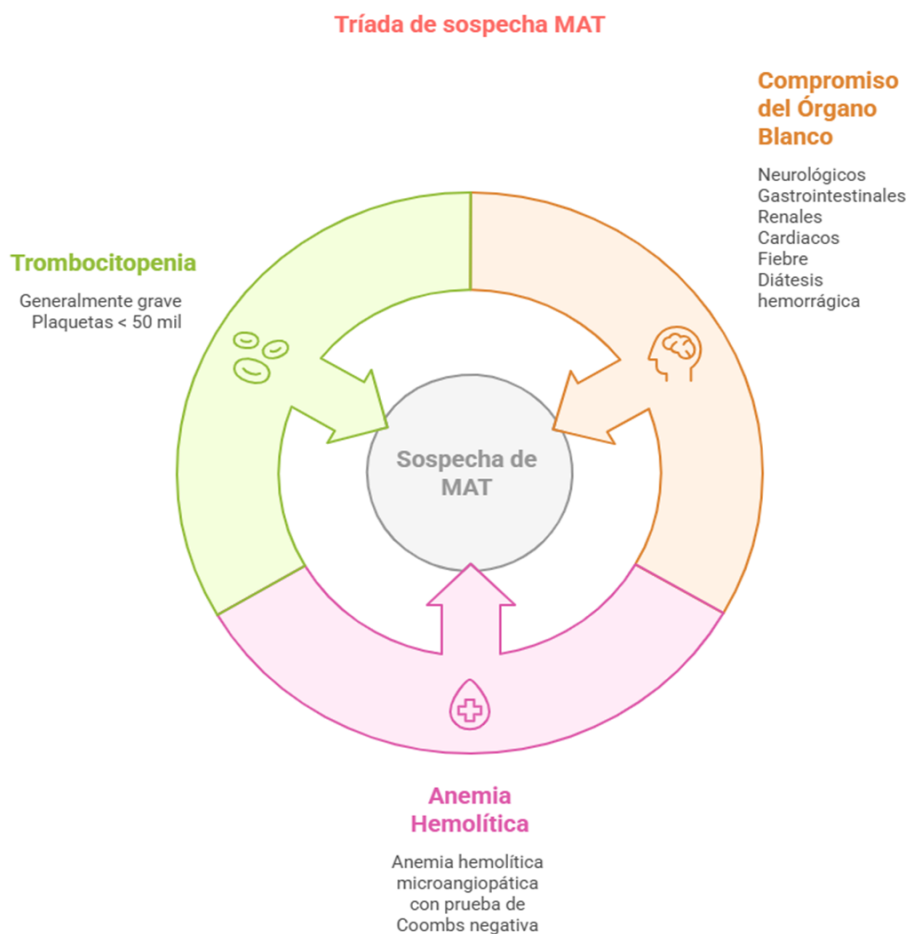 Tríada de sospecha MAT
Compromiso
del Órgano
Blanco
Neurológicos
Gastrointestinales
Renales
Cardiacos
Fiebre
Diátesis
hemorrágica
Trombocitopenia
Generalmente grave
Plaquetas < 50 mil
Sospecha de
MAT
Anemia
Hemolítica
Anemia hemolítica
microangiopática
con prueba de
Coombs negativa